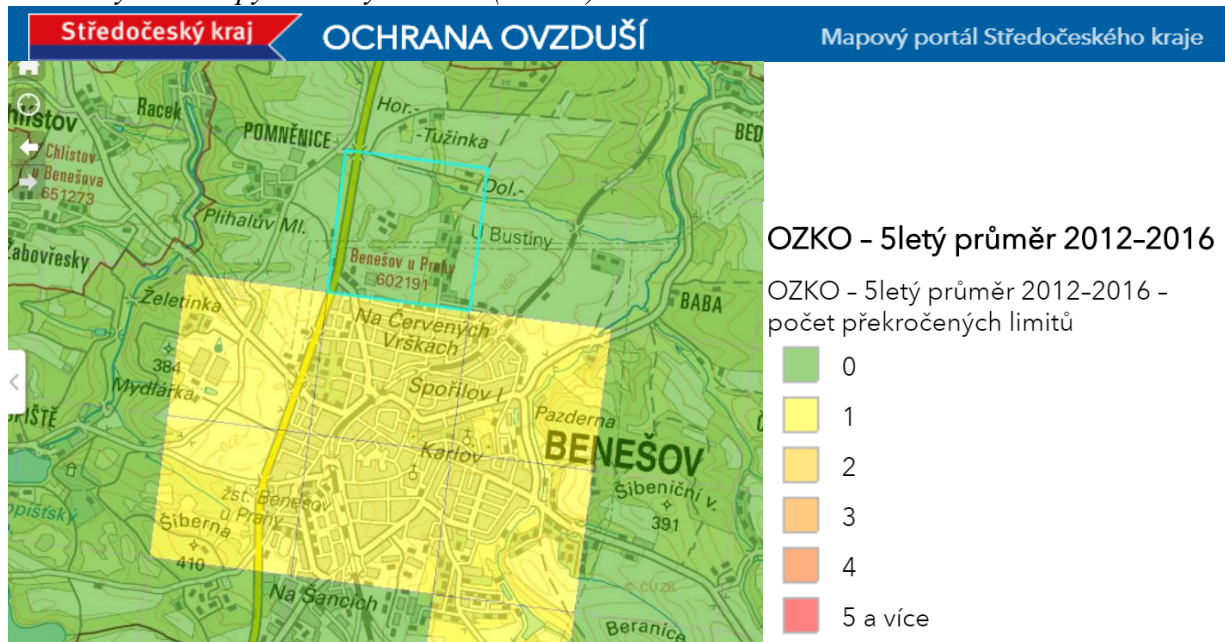 Středočeský kraj
OCHRANA OVZDUŠÍ
Mapový portál Středočeského kraje
Racek
POMNĚNICE
Hor.-
-Tužinka
Chlístov
u Benešova
651273
Dol.-
Plihalův Ml.
U Bustiny
Benešov u Prahy
602191
360
Želetinka
BABA
Na Červených
Vrškách
384
Mydlářka
Spořilov I
Pazderna
BENEŠOV
Karlov
žst. Benešov
u Prahy
Šibeniční v.
391
Šiberna
410
© ČÚZK
Na Šancích
Beranice
OZKO – 5letý průměr 2012–2016
OZKO – 5letý průměr 2012–2016 –
počet překročených limitů
0
1
2
3
4
5 a více